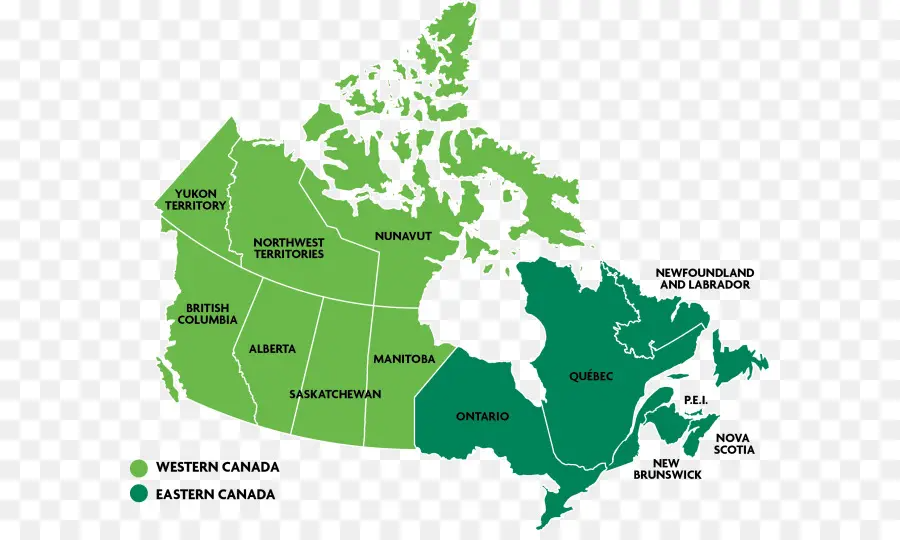 YUKON
TERRITORY
NORTHWEST
TERRITORIES
NUNAVUT
NEWFOUNDLAND
AND LABRADOR
BRITISH
COLUMBIA
ALBERTA
MANITOBA
SASKATCHEWAN
QUÉBEC
ONTARIO
P.E.I.
NOVA
SCOTIA
NEW
BRUNSWICK
WESTERN CANADA
EASTERN CANADA